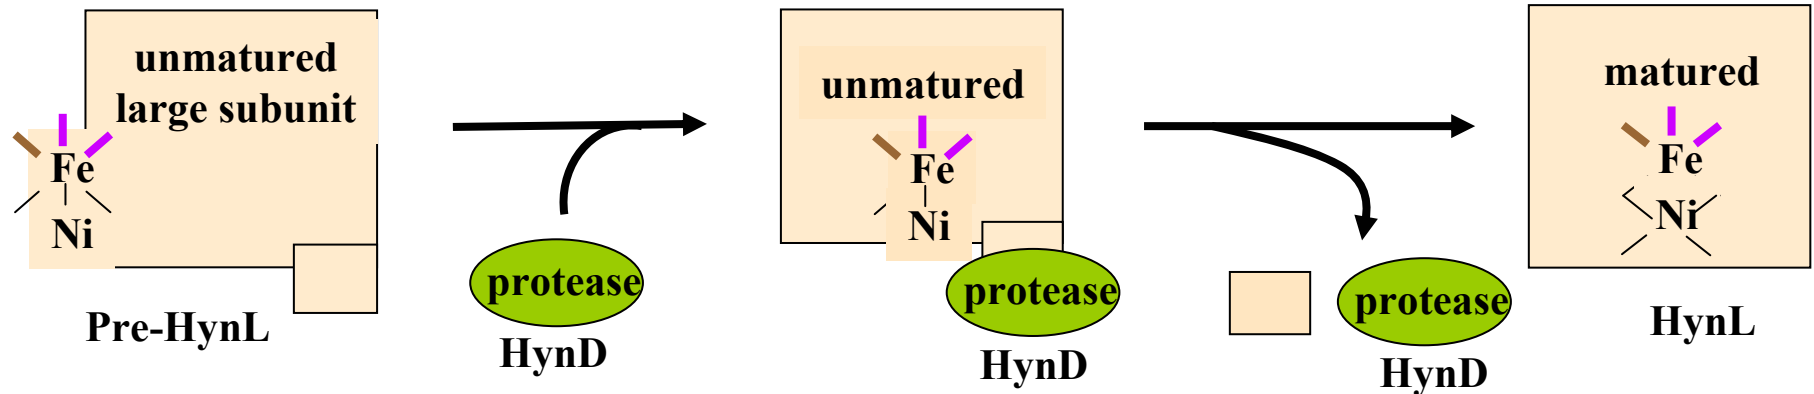 unmatured
large subunit
Fe
Ni
Pre-HynL
protease
HynD
unmatured
Fe
Ni
protease
HynD
protease
HynD
matured
Fe
Ni
HynL